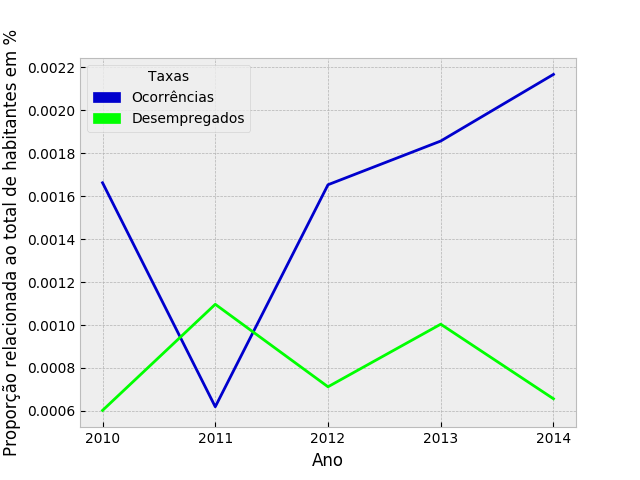 Proporção relacionada ao total de habitantes em %
0.0022
0.0020
0.0018
0.0016
0.0014
0.0012
0.0010
0.0008
0.0006
Taxas
Ocorrências
Desempregados
2010 2011 2012 2013 2014
Ano